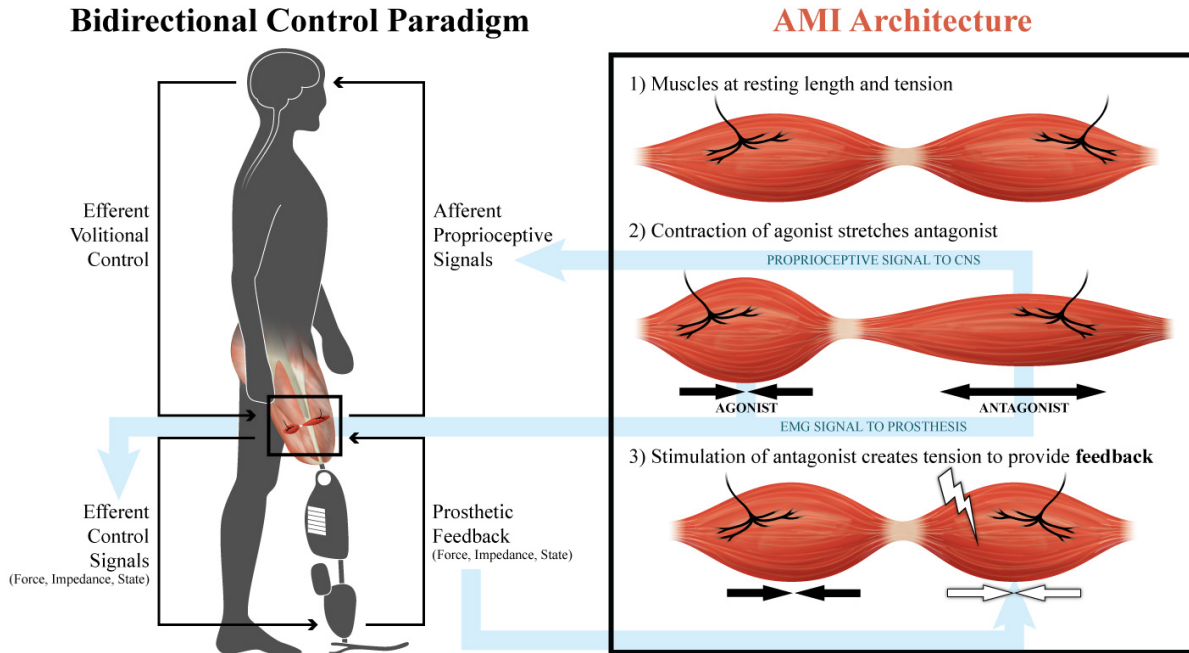 Bidirectional Control Paradigm
Efferent
Volitional
Control
Afferent
Proprioceptive
Signals
Efferent
Control
Signals
(Force, Impedance, State)
Prosthetic
Feedback
(Force, Impedance, State)
AMI Architecture
1) Muscles at resting length and tension
2) Contraction of agonist stretches antagonist
PROPRIOCEPTIVE SIGNAL TO CNS
AGONIST
ANTAGONIST
EMG SIGNAL TO PROSTHESIS
3) Stimulation of antagonist creates tension to provide feedback